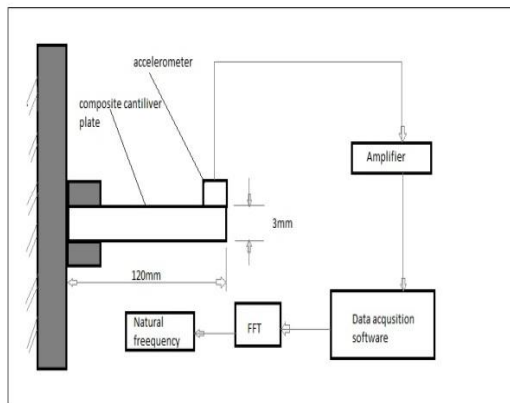 accelerometer
composite cantiliver
plate
Amplifier
3mm
120mm
Natural
freequency
FFT
Data acqusition
software